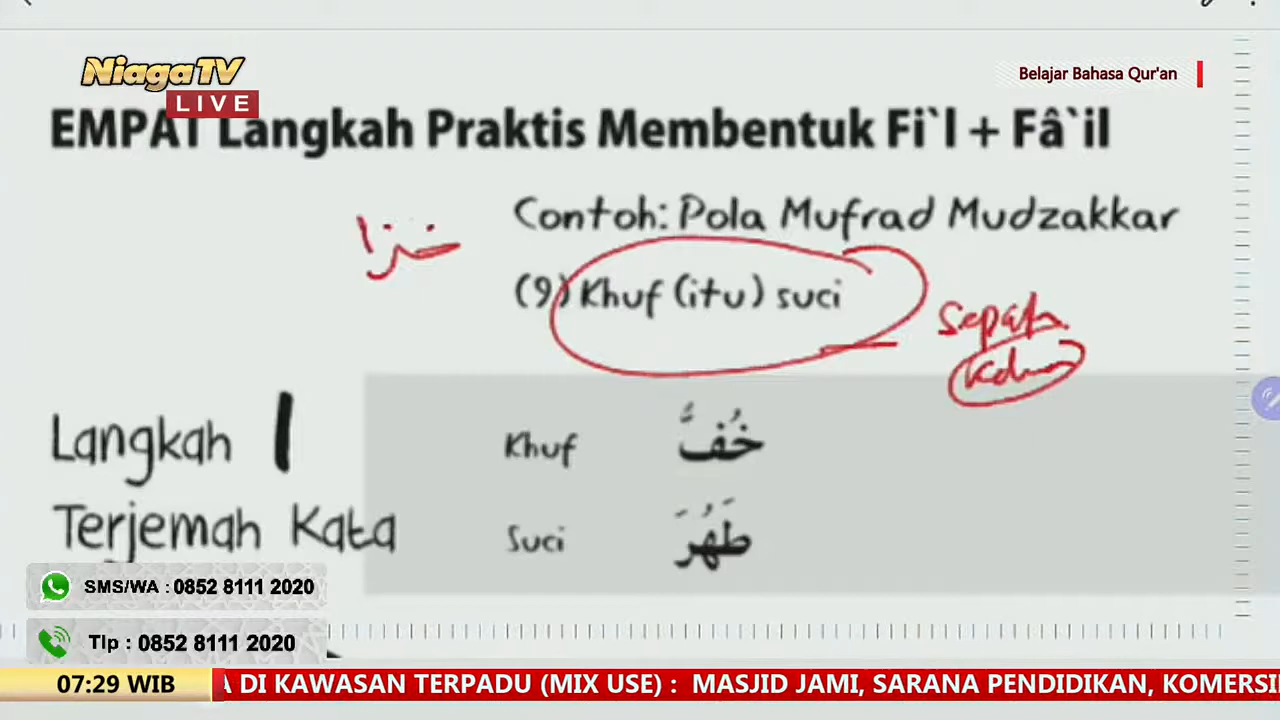 NiagaTV
LIVE
Belajar Bahasa Qur'an
EMPAT Langkah Praktis Membentuk Fi`l + Fâ`il
Contoh: Pola Mufrad Mudzakkar
(9) Khuf (itu) suci
sepatu
Langkah 1
Khuf خُفٌّ
Terjemah Kata
Suci طَهُرَ
SMS/WA : 0852 8111 2020
Tlp : 0852 8111 2020
07:29 WIB
A DI KAWASAN TERPADU (MIX USE) : MASJID JAMI, SARANA PENDIDIKAN, KOMERSI